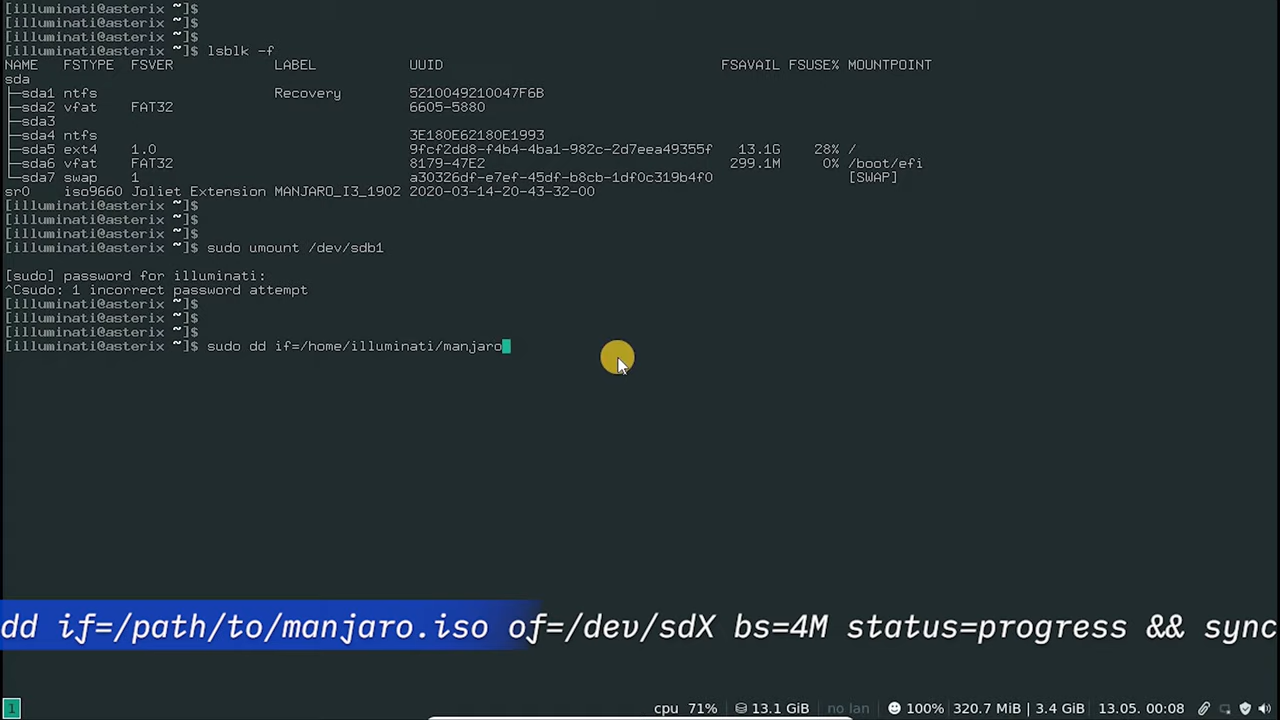 [illuminati@asterix ~]$
[illuminati@asterix ~]$
[illuminati@asterix ~]$
[illuminati@asterix ~]$ lsblk -f
NAME   FSTYPE  FSVER            LABEL          UUID                                 FSAVAIL FSUSE% MOUNTPOINT
sda
├─sda1 ntfs                     Recovery       5210049210047F6B
├─sda2 vfat    FAT32                           6605-5880
├─sda3
├─sda4 ntfs                                    3E180E62180E1993
├─sda5 ext4    1.0                             9fcf2dd8-f4b4-4ba1-982c-2d7eea49355f   13.1G    28% /
├─sda6 vfat    FAT32                           8179-47E2                             299.1M     0% /boot/efi
└─sda7 swap    1                               a30326df-e7ef-45df-b8cb-1df0c319b4f0                [SWAP]
sr0    iso9660 Joliet Extension MANJARO_I3_1902 2020-03-14-20-43-32-00
[illuminati@asterix ~]$
[illuminati@asterix ~]$
[illuminati@asterix ~]$
[illuminati@asterix ~]$ sudo umount /dev/sdb1
[sudo] password for illuminati:
^Csudo: 1 incorrect password attempt
[illuminati@asterix ~]$
[illuminati@asterix ~]$
[illuminati@asterix ~]$
[illuminati@asterix ~]$ sudo dd if=/home/illuminati/manjaro
dd if=/path/to/manjaro.iso of=/dev/sdX bs=4M status=progress && sync
1 cpu 71% 13.1 GiB no lan 100% 320.7 MiB | 3.4 GiB 13.05. 00:08